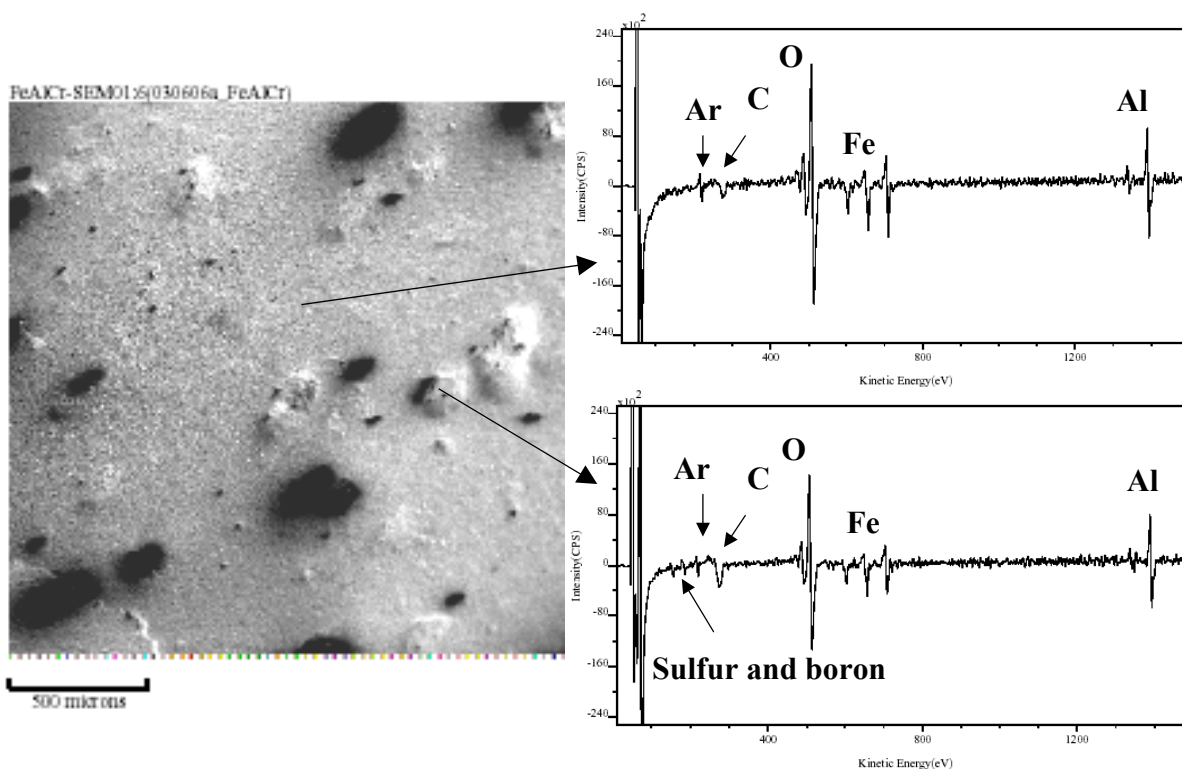 FeAlCr-SEM01:6(030606a_FeAlCr)
500 microns
x10^2
240
160
80
0
-80
-160
-240
Intensity(CPS)
Ar
C
O
Fe
Al
400
800
1200
Kinetic Energy(eV)
x10^2
240
160
80
0
-80
-160
-240
Intensity(CPS)
Ar
C
O
Fe
Al
Sulfur and boron
400
800
1200
Kinetic Energy(eV)